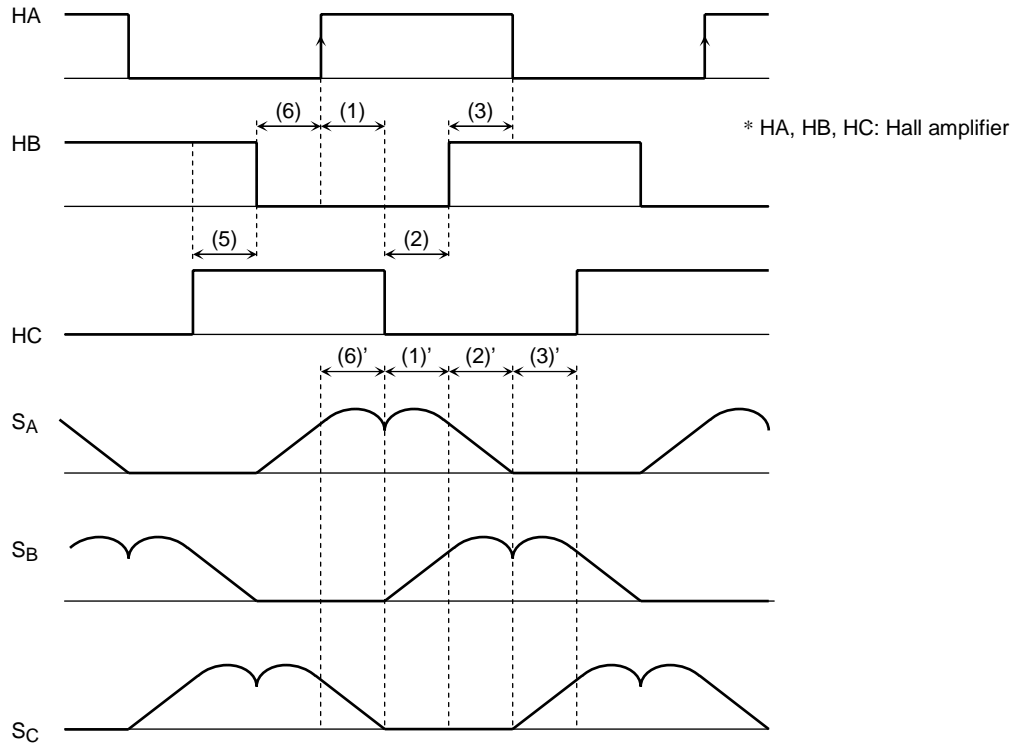 HA
(6) (1) (3)
* HA, HB, HC: Hall amplifier
HB
(5) (2)
HC
(6)’ (1)’ (2)’ (3)’
SA
SB
SC